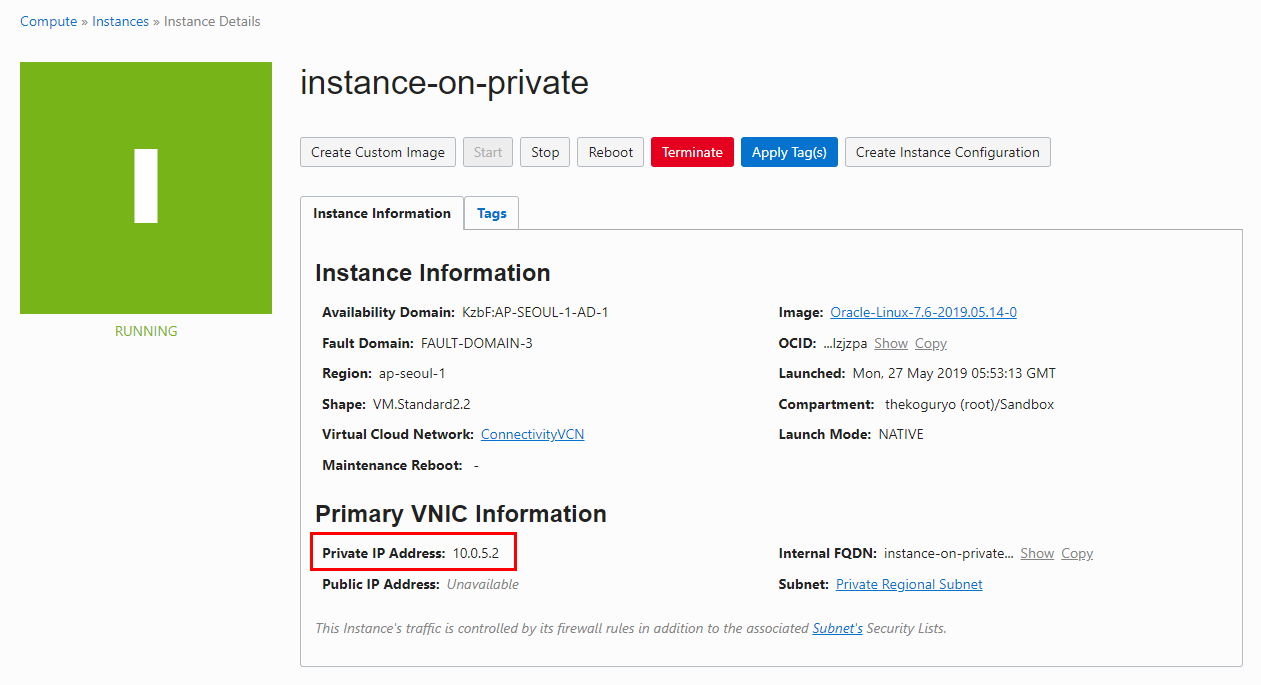 Compute » Instances » Instance Details
instance-on-private
Create Custom Image Start Stop Reboot Terminate Apply Tag(s) Create Instance Configuration
Instance Information Tags
RUNNING
Instance Information
Availability Domain: KzbF:AP-SEOUL-1-AD-1
Fault Domain: FAULT-DOMAIN-3
Region: ap-seoul-1
Shape: VM.Standard2.2
Virtual Cloud Network: ConnectivityVCN
Maintenance Reboot: -
Image: Oracle-Linux-7.6-2019.05.14-0
OCID: ...lzjzpa Show Copy
Launched: Mon, 27 May 2019 05:53:13 GMT
Compartment: thekoguryo (root)/Sandbox
Launch Mode: NATIVE
Primary VNIC Information
Private IP Address: 10.0.5.2
Public IP Address: Unavailable
Internal FQDN: instance-on-private... Show Copy
Subnet: Private Regional Subnet
This Instance's traffic is controlled by its firewall rules in addition to the associated Subnet's Security Lists.